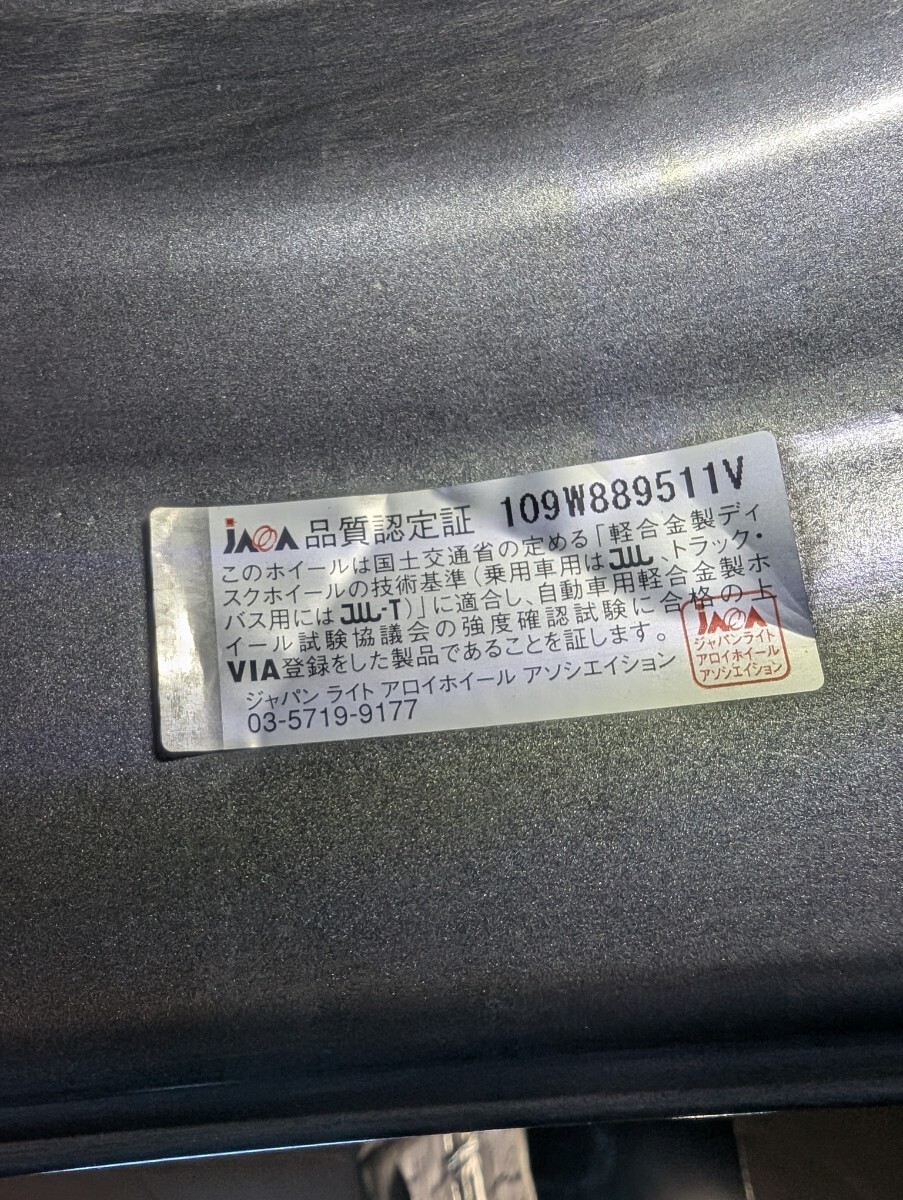 JAWA 品質認定証 109W889511V
このホイールは国土交通省の定める「軽合金製ディ
スクホイールの技術基準(乗用車用はJWL、トラック・
バス用にはJWL-T)」に適合し、自動車用軽合金製ホ
イール試験協議会の強度確認試験に合格の上
VIA登録をした製品であることを証します。
ジャパン ライト アロイホイール アソシエイション
03-5719-9177
JAWA
ジャパンライト
アロイホイール
アソシエイション